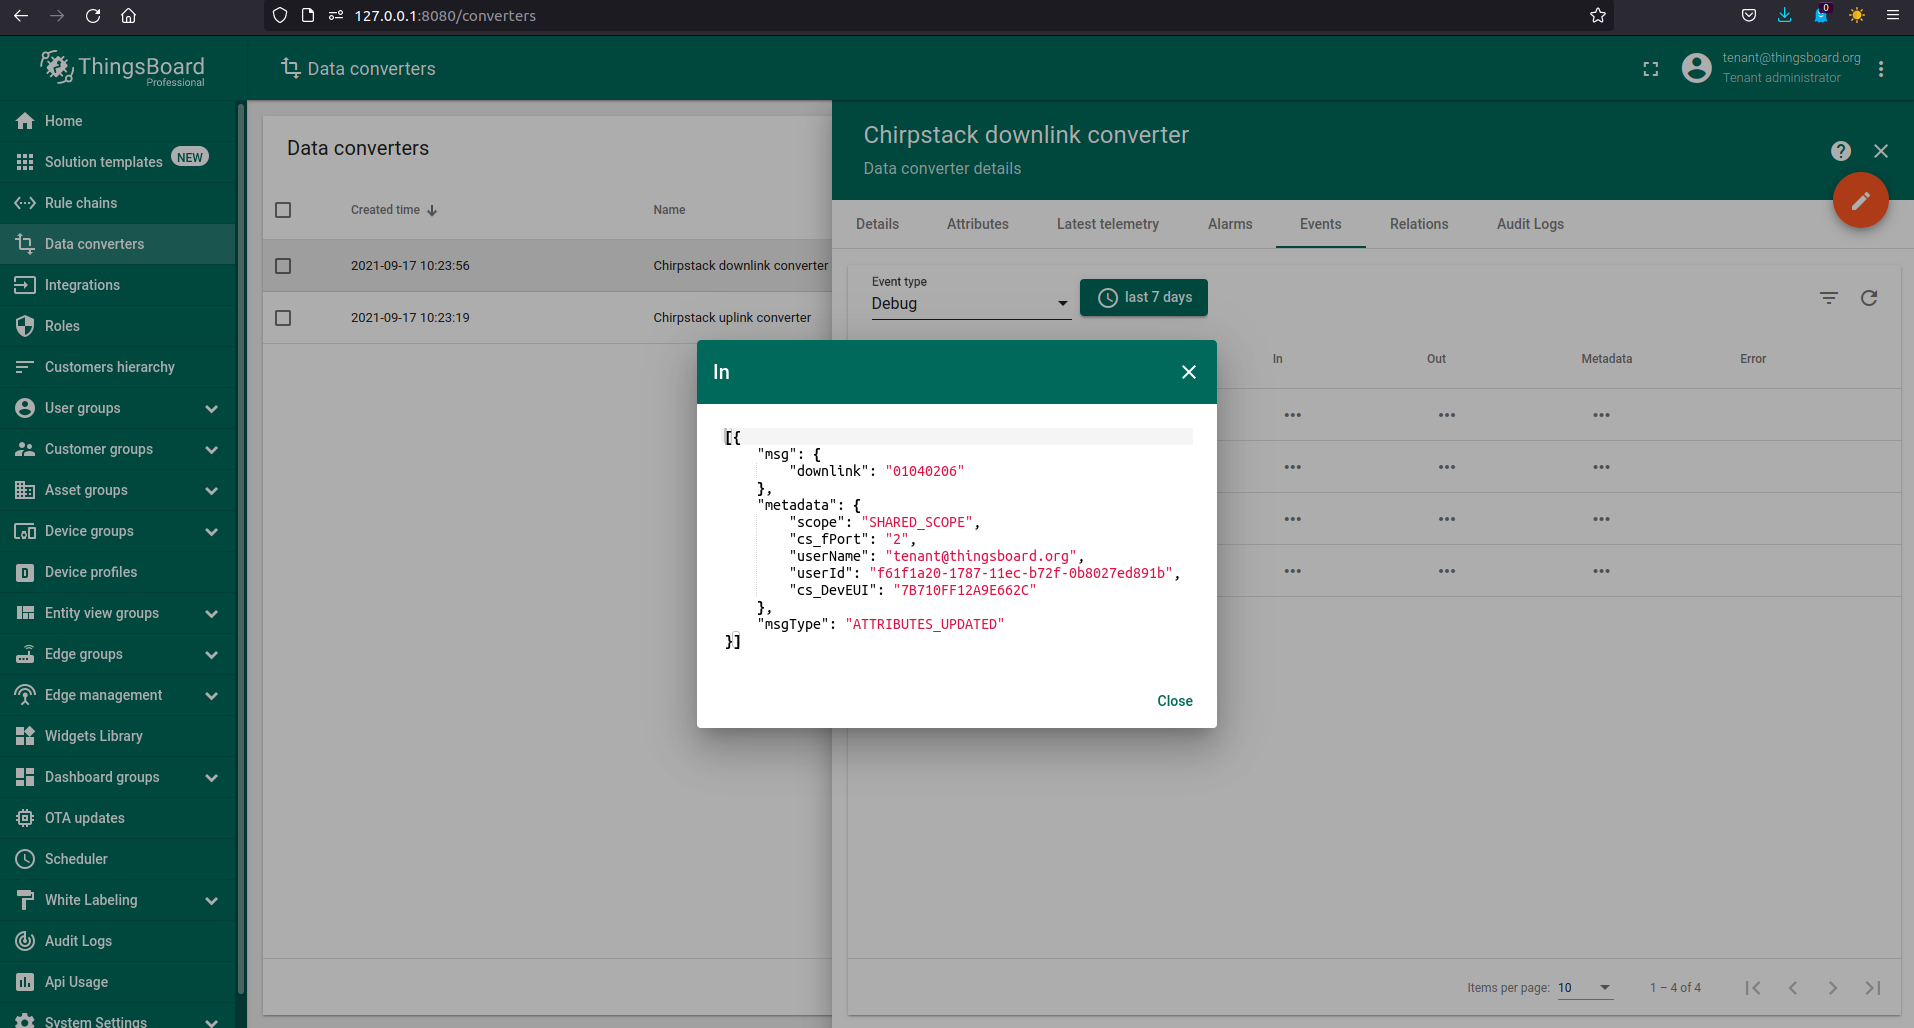 127.0.0.1:8080/converters
0
ThingsBoard
Professional
Data converters
tenant@thingsboard.org
Tenant administrator
Home
Solution templates NEW
Rule chains
Data converters
Integrations
Roles
Customers hierarchy
User groups
Customer groups
Asset groups
Device groups
Device profiles
Entity view groups
Edge groups
Edge management
Widgets Library
Dashboard groups
OTA updates
Scheduler
White Labeling
Audit Logs
Api Usage
System Settings
Data converters
Created time Name
2021-09-17 10:23:56 Chirpstack downlink converter
2021-09-17 10:23:19 Chirpstack uplink converter
Chirpstack downlink converter
Data converter details
Details Attributes Latest telemetry Alarms Events Relations Audit Logs
Event type
Debug
last 7 days
In Out Metadata Error
In
[{
"msg": {
"downlink": "01040206"
},
"metadata": {
"scope": "SHARED_SCOPE",
"cs_fPort": "2",
"userName": "tenant@thingsboard.org",
"userId": "f61f1a20-1787-11ec-b72f-0b8027ed891b",
"cs_DevEUI": "7B710FF12A9E662C"
},
"msgType": "ATTRIBUTES_UPDATED"
}]
Close
Items per page: 10 1 – 4 of 4